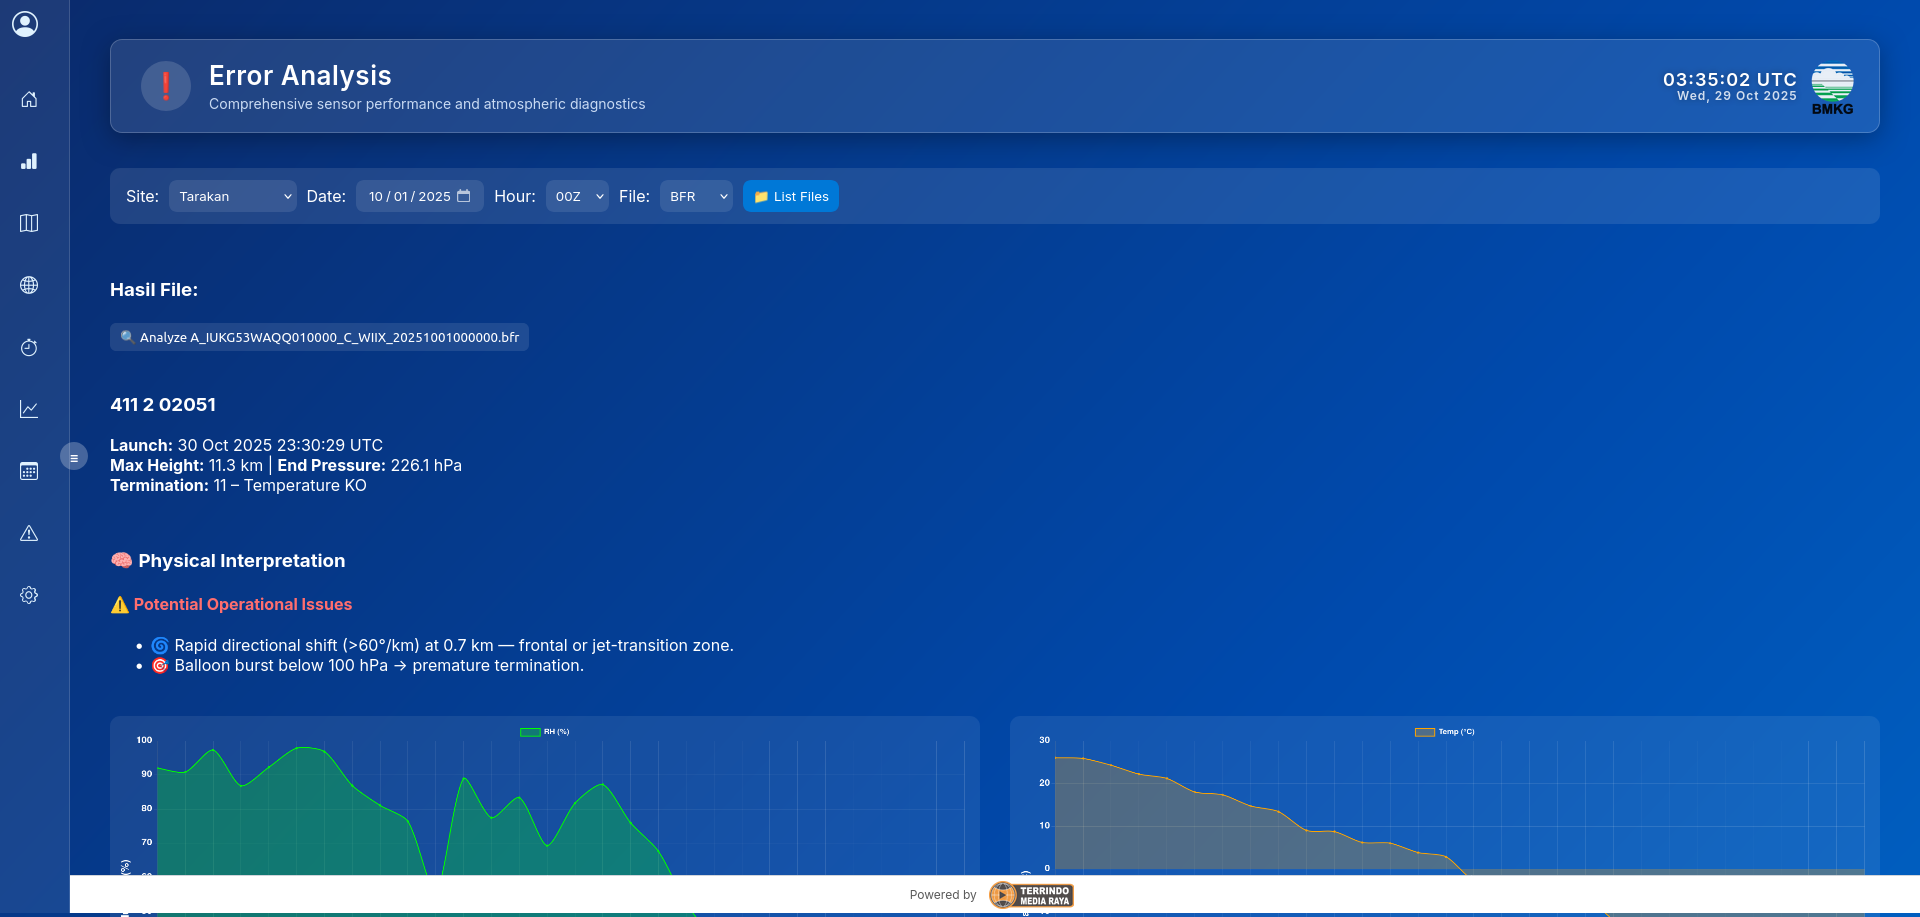 Error Analysis
Comprehensive sensor performance and atmospheric diagnostics
03:35:02 UTC
Wed, 29 Oct 2025
BMKG
Site: Tarakan Date: 10 / 01 / 2025 Hour: 00Z File: BFR 📁 List Files
Hasil File:
🔍 Analyze A_IUKG53WAQQ010000_C_WIIX_20251001000000.bfr
411 2 02051
Launch: 30 Oct 2025 23:30:29 UTC
Max Height: 11.3 km | End Pressure: 226.1 hPa
Termination: 11 – Temperature KO
🧠 Physical Interpretation
⚠️ Potential Operational Issues
• 🌀 Rapid directional shift (>60°/km) at 0.7 km — frontal or jet-transition zone.
• 🎯 Balloon burst below 100 hPa → premature termination.
RH (%)
100
90
80
70
(%)
Temp (°C)
30
20
10
0
Powered by TERRINDO
MEDIA RAYA